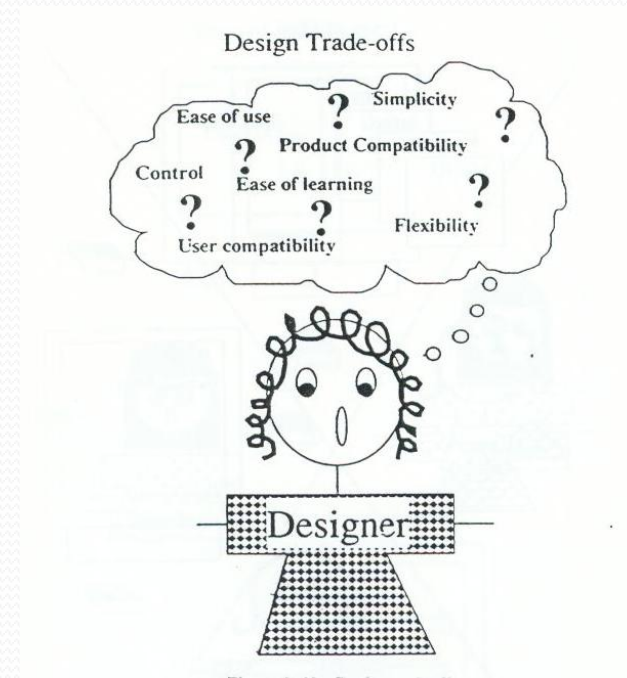 Design Trade-offs
Simplicity
Ease of use
Product Compatibility
Control
Ease of learning
Flexibility
User compatibility
?
?
?
?
?
?
Designer